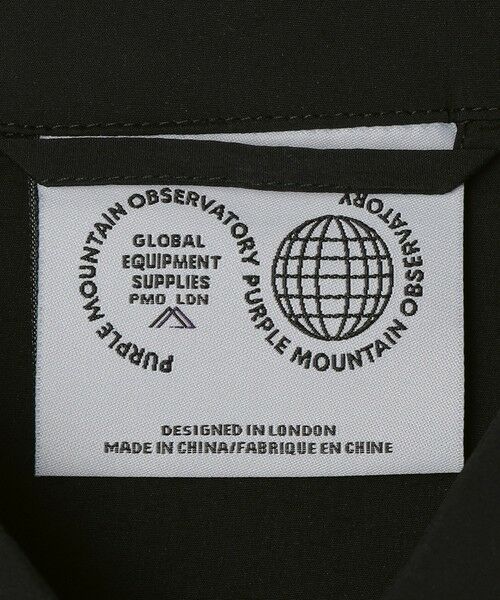 PURPLE MOUNTAIN OBSERVATORY
GLOBAL
EQUIPMENT
SUPPLIES
PMO LDN
PURPLE MOUNTAIN OBSERVATORY
DESIGNED IN LONDON
MADE IN CHINA/FABRIQUE EN CHINE